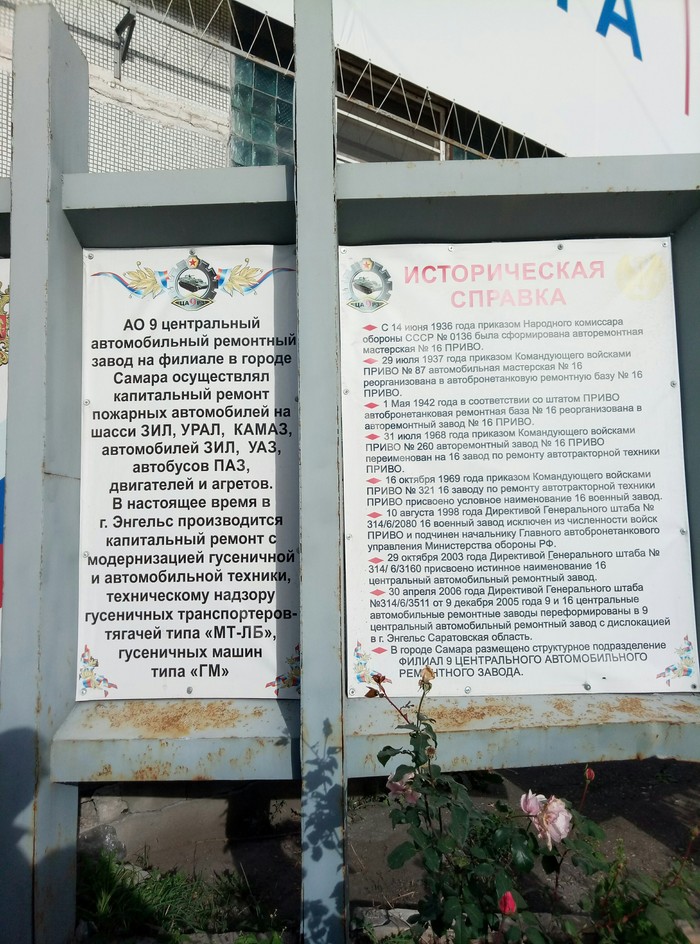 ТА
ЦАРЗ
АО 9 центральный
автомобильный ремонтный
завод на филиале в городе
Самара осуществлял
капитальный ремонт
пожарных автомобилей на
шасси ЗИЛ, УРАЛ, КАМАЗ,
автомобилей ЗИЛ, УАЗ,
автобусов ПАЗ,
двигателей и агретов.
В настоящее время в
г. Энгельс производится
капитальный ремонт с
модернизацией гусеничной
и автомобильной техники,
техническому надзору
гусеничных транспортеров-
тягачей типа «МТ-ЛБ»,
гусеничных машин
типа «ГМ»
ИСТОРИЧЕСКАЯ
СПРАВКА
С 14 июня 1936 года приказом Народного комиссара
обороны СССР № 0136 была сформирована авторемонтная
мастерская № 16 ПРИВО.
29 июля 1937 года приказом Командующего войсками
ПРИВО № 87 автомобильная мастерская № 16
реорганизована в автобронетанковую ремонтную базу № 16
ПРИВО.
1 Мая 1942 года в соответствии со штатом ПРИВО
автобронетанковая ремонтная база № 16 реорганизована в
авторемонтный завод № 16 ПРИВО.
31 июля 1968 года приказом Командующего войсками
ПРИВО № 260 авторемонтный завод № 16 ПРИВО
переименован на 16 завод по ремонту автотракторной техники
ПРИВО.
16 октября 1969 года приказом Командующего войсками
ПРИВО № 321 16 заводу по ремонту автотракторной техники
ПРИВО присвоено условное наименование 16 военный завод.
10 августа 1998 года Директивой Генерального штаба №
314/6/2080 16 военный завод исключен из численности войск
ПРИВО и подчинен начальнику Главного автобронетанкового
управления Министерства обороны РФ.
29 октября 2003 года Директивой Генерального штаба №
314/ 6/3160 присвоено истинное наименование 16
центральный автомобильный ремонтный завод.
30 апреля 2006 года Директивой Генерального штаба
№314/6/3511 от 9 декабря 2005 года 9 и 16 центральные
автомобильные ремонтные заводы переформированы в 9
центральный автомобильный ремонтный завод с дислокацией
в г. Энгельс Саратовская область.
В городе Самара размещено структурное подразделение
ФИЛИАЛ 9 ЦЕНТРАЛЬНОГО АВТОМОБИЛЬНОГО
РЕМОНТНОГО ЗАВОДА.